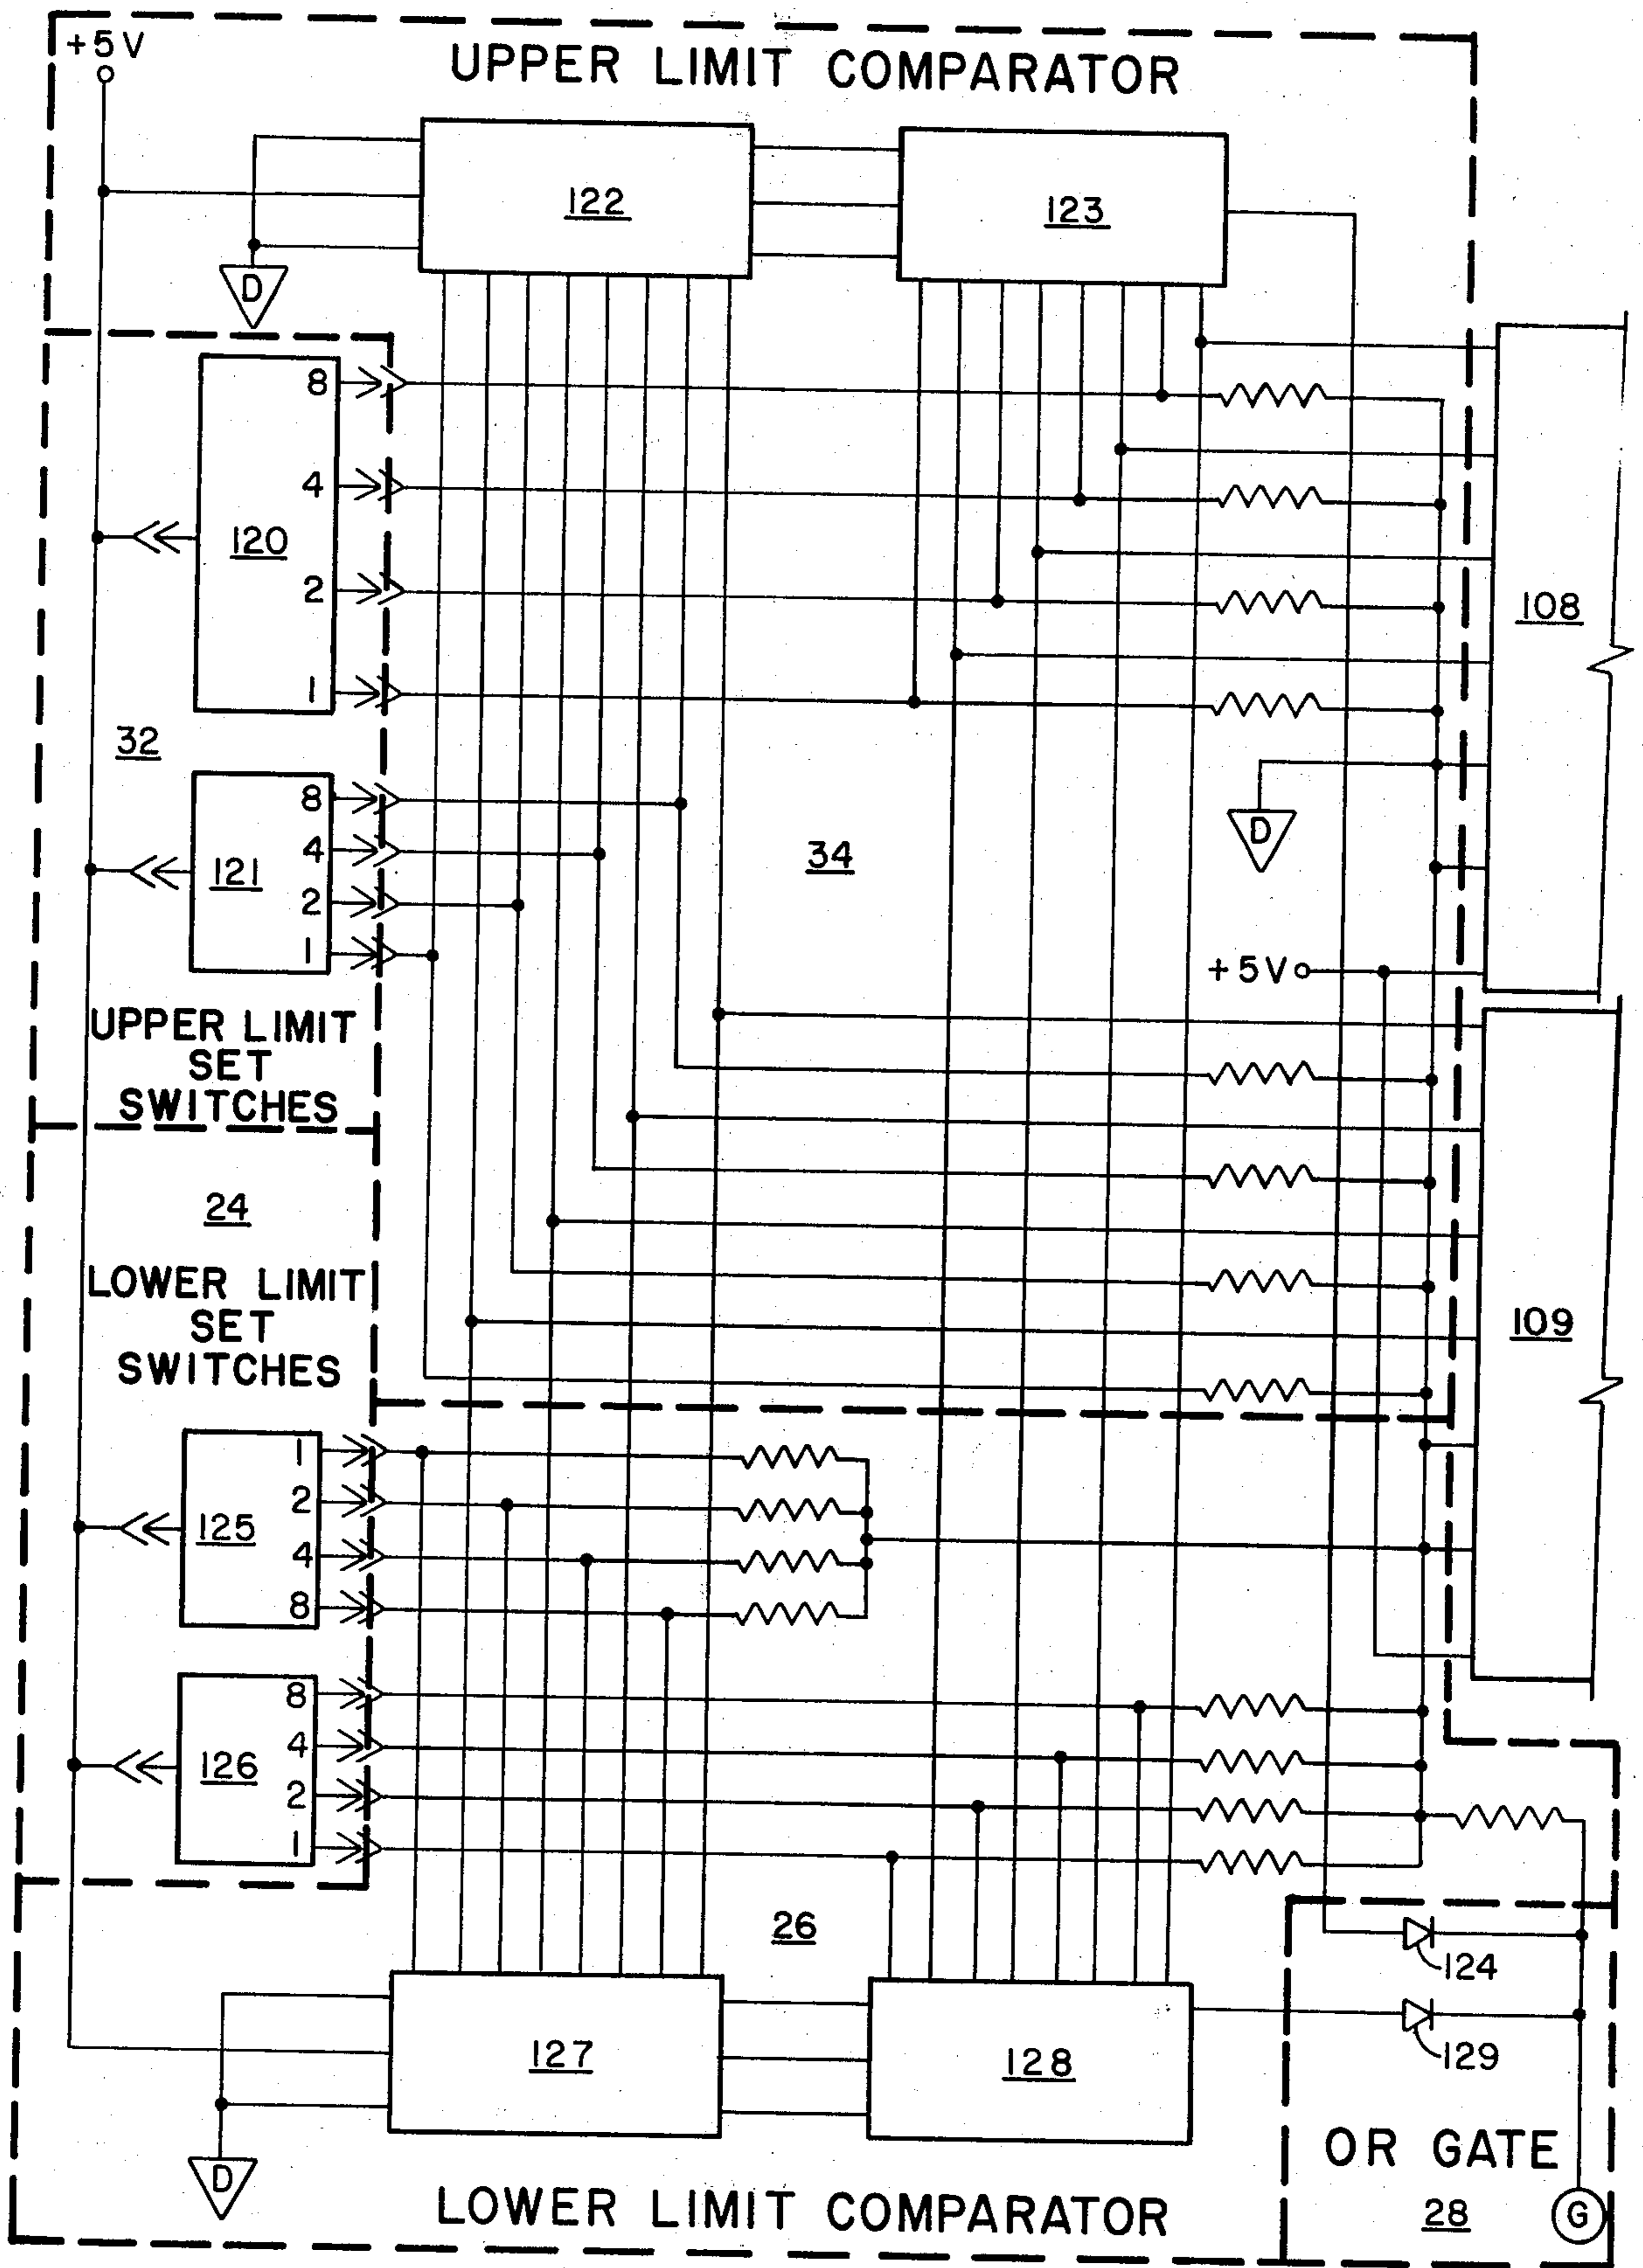 +5V
UPPER LIMIT COMPARATOR
122
123
D
8
4
120
2
1
108
32
8
4
121
2
1
34
D
+5V
UPPER LIMIT
SET
SWITCHES
24
LOWER LIMIT
SET
SWITCHES
109
1
2
125
4
8
8
4
126
2
1
26
124
127
128
129
D
OR GATE
LOWER LIMIT COMPARATOR
28
G